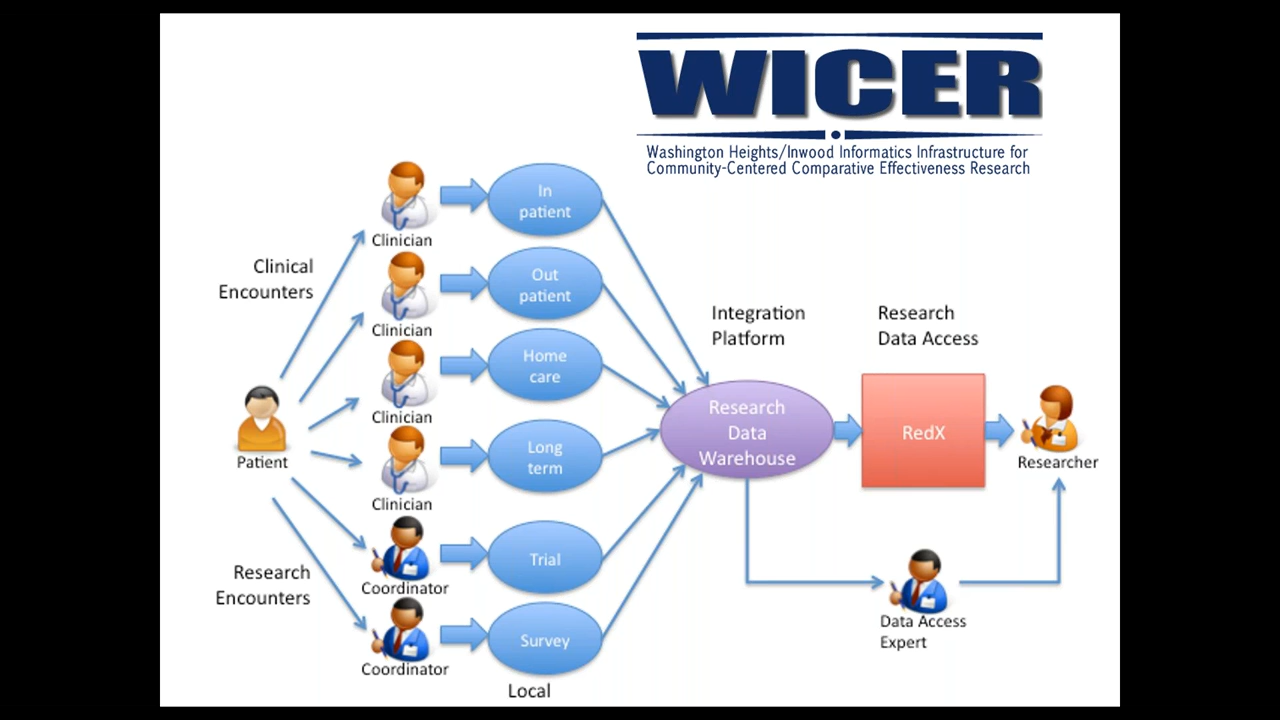 WICER
Washington Heights/Inwood Informatics Infrastructure for
Community-Centered Comparative Effectiveness Research
Clinical
Encounters
Patient
Research
Encounters
Clinician
Clinician
Clinician
Clinician
Coordinator
Coordinator
In
patient
Out
patient
Home
care
Long
term
Trial
Survey
Local
Integration
Platform
Research
Data
Warehouse
Research
Data Access
RedX
Researcher
Data Access
Expert